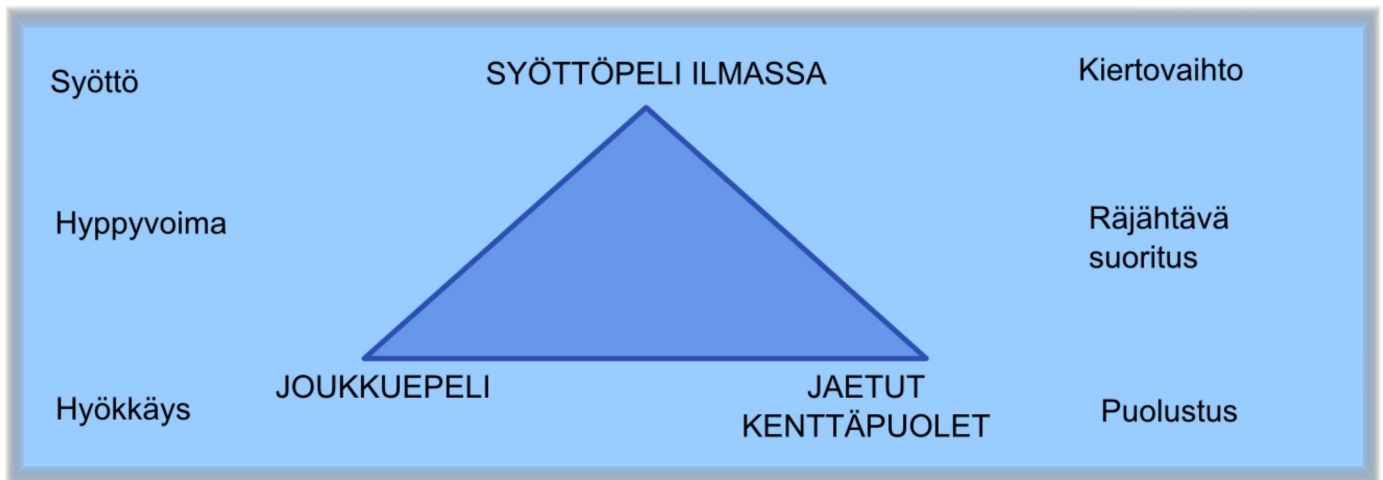 Syöttö
SYÖTTÖPELI ILMASSA
Kiertovaihto
Hyppyvoima
Räjähtävä
suoritus
Hyökkäys
JOUKKUEPELI
JAETUT
KENTTÄPUOLET
Puolustus